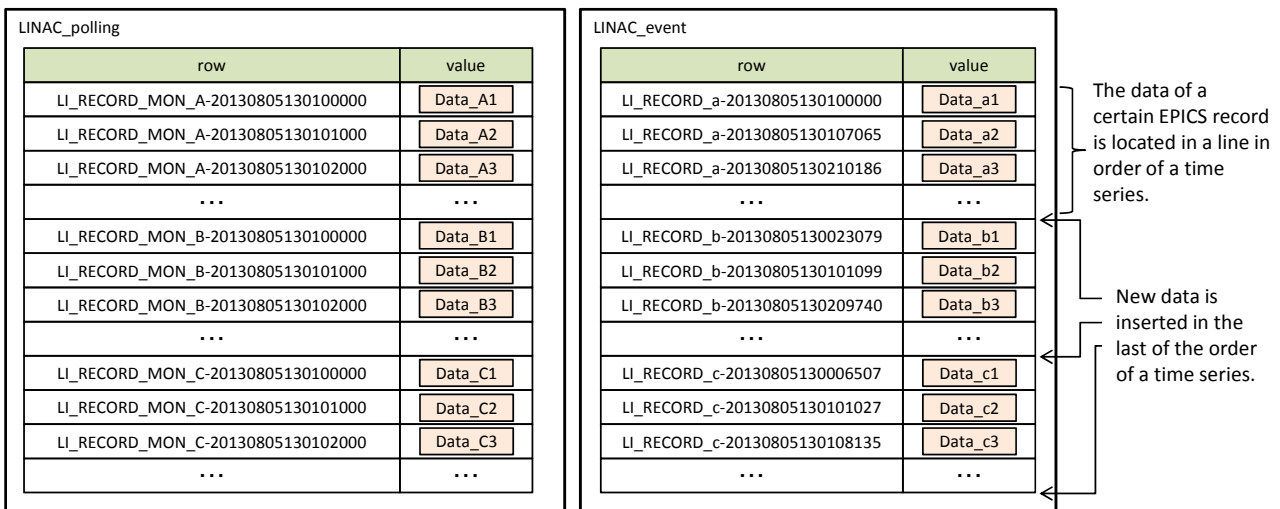 LINAC_polling
row value
LI_RECORD_MON_A-20130805130100000 Data_A1
LI_RECORD_MON_A-20130805130101000 Data_A2
LI_RECORD_MON_A-20130805130102000 Data_A3
... ...
LI_RECORD_MON_B-20130805130100000 Data_B1
LI_RECORD_MON_B-20130805130101000 Data_B2
LI_RECORD_MON_B-20130805130102000 Data_B3
... ...
LI_RECORD_MON_C-20130805130100000 Data_C1
LI_RECORD_MON_C-20130805130101000 Data_C2
LI_RECORD_MON_C-20130805130102000 Data_C3
... ...
LINAC_event
row value
LI_RECORD_a-20130805130100000 Data_a1
LI_RECORD_a-20130805130107065 Data_a2
LI_RECORD_a-20130805130210186 Data_a3
... ...
LI_RECORD_b-20130805130023079 Data_b1
LI_RECORD_b-20130805130101099 Data_b2
LI_RECORD_b-20130805130209740 Data_b3
... ...
LI_RECORD_c-20130805130006507 Data_c1
LI_RECORD_c-20130805130101027 Data_c2
LI_RECORD_c-20130805130108135 Data_c3
... ...
The data of a
certain EPICS record
is located in a line in
order of a time
series.
New data is
inserted in the
last of the order
of a time series.